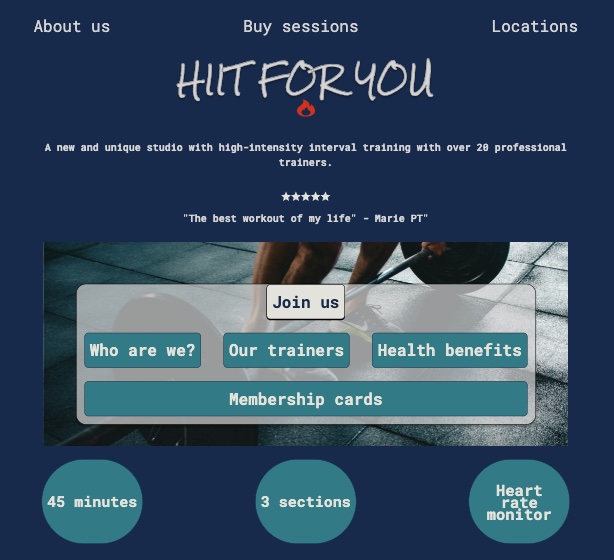 About us Buy sessions Locations
HIIT FOR YOU
A new and unique studio with high-intensity interval training with over 20 professional
trainers.
★★★★★
"The best workout of my life" - Marie PT"
Join us
Who are we? Our trainers Health benefits
Membership cards
45 minutes 3 sections Heart
rate
monitor